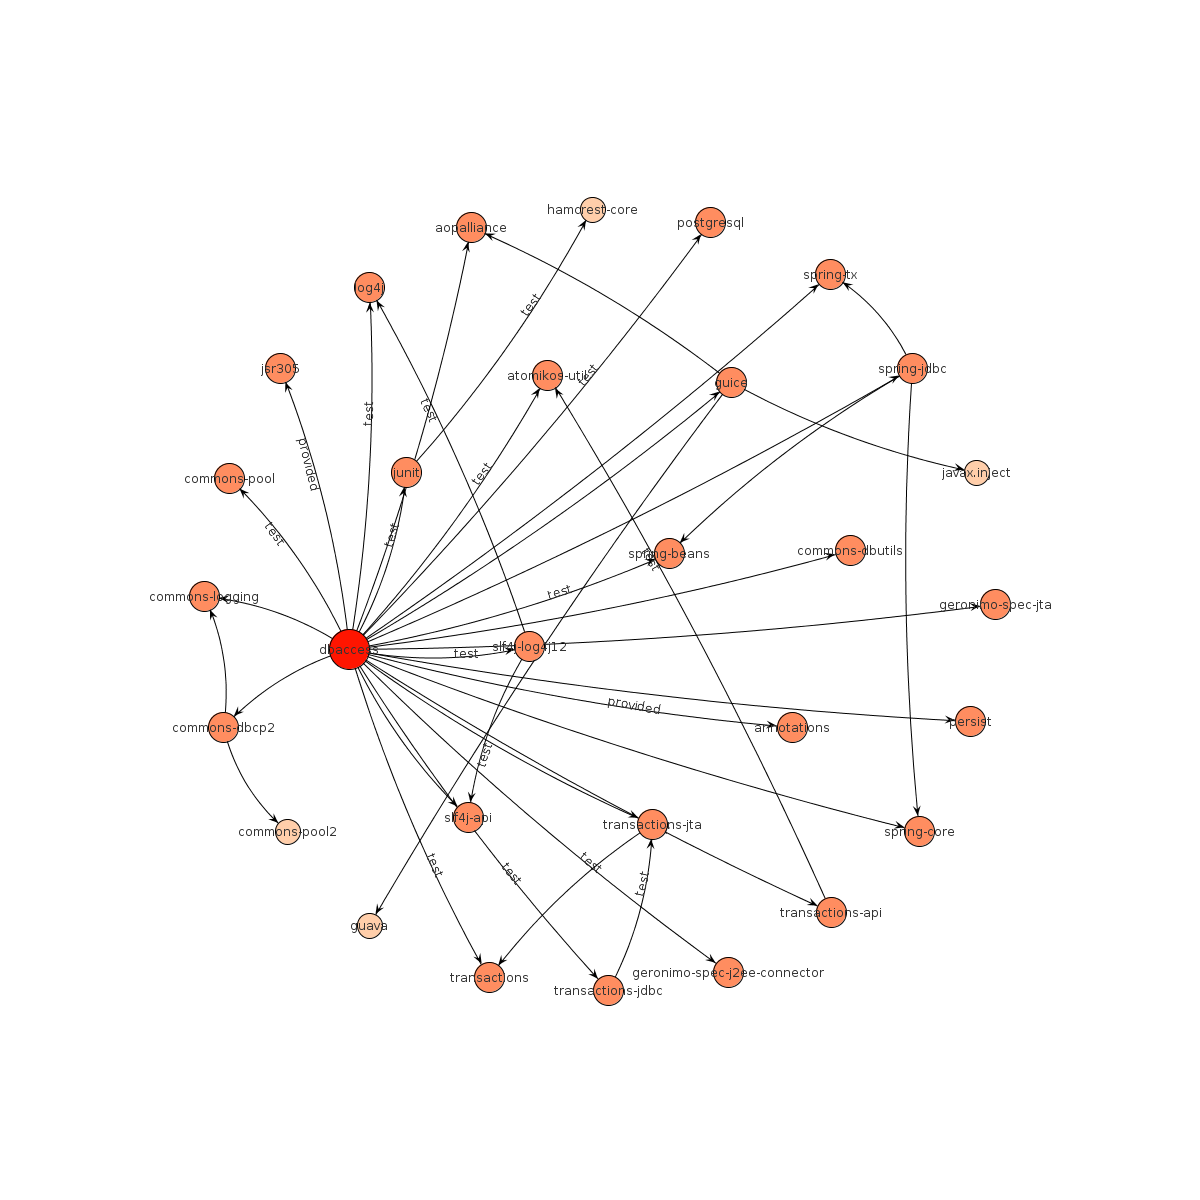 hamcrest-core
postgresql
aopalliance
spring-tx
log4j
test
jsr305
atomikos-util
test
guice
spring-jdbc
test
test
provided
junit
test
commons-pool
javax.inject
test
test
spring-beans
test
commons-dbutils
commons-logging
test
geronimo-spec-jta
dbaccess
test
slf4j-log4j12
commons-dbcp2
provided
annotations
persist
test
slf4j-api
transactions-jta
commons-pool2
spring-core
test
test
test
test
transactions-api
guava
transactions
geronimo-spec-j2ee-connector
transactions-jdbc